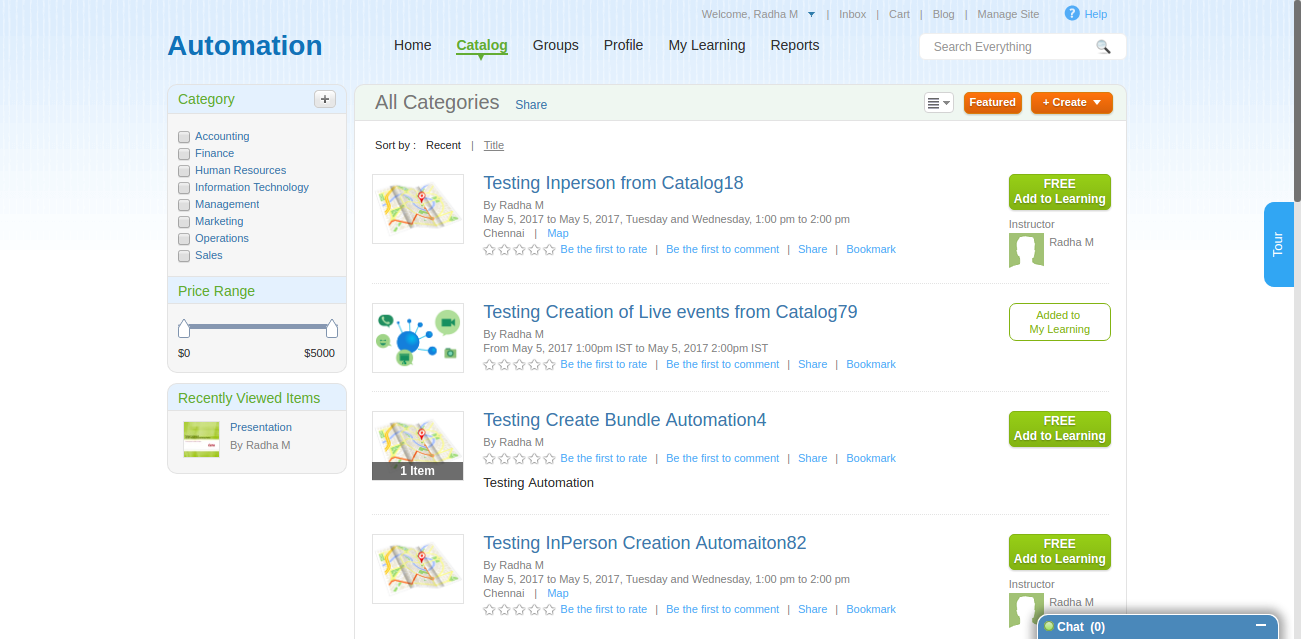 Welcome, Radha M | Inbox | Cart | Blog | Manage Site ? Help
Automation
Home Catalog Groups Profile My Learning Reports
Search Everything
Category +
Accounting
Finance
Human Resources
Information Technology
Management
Marketing
Operations
Sales
Price Range
$0 $5000
Recently Viewed Items
Presentation
By Radha M
All Categories Share
Featured + Create
Sort by : Recent | Title
Testing Inperson from Catalog18
By Radha M
May 5, 2017 to May 5, 2017, Tuesday and Wednesday, 1:00 pm to 2:00 pm
Chennai | Map
Be the first to rate | Be the first to comment | Share | Bookmark
FREE
Add to Learning
Instructor
Radha M
Testing Creation of Live events from Catalog79
By Radha M
From May 5, 2017 1:00pm IST to May 5, 2017 2:00pm IST
Be the first to rate | Be the first to comment | Share | Bookmark
Added to
My Learning
1 Item
Testing Create Bundle Automation4
By Radha M
Be the first to rate | Be the first to comment | Share | Bookmark
Testing Automation
FREE
Add to Learning
Testing InPerson Creation Automaiton82
By Radha M
May 5, 2017 to May 5, 2017, Tuesday and Wednesday, 1:00 pm to 2:00 pm
Chennai | Map
Be the first to rate | Be the first to comment | Share | Bookmark
FREE
Add to Learning
Instructor
Radha M
Tour
Chat (0)